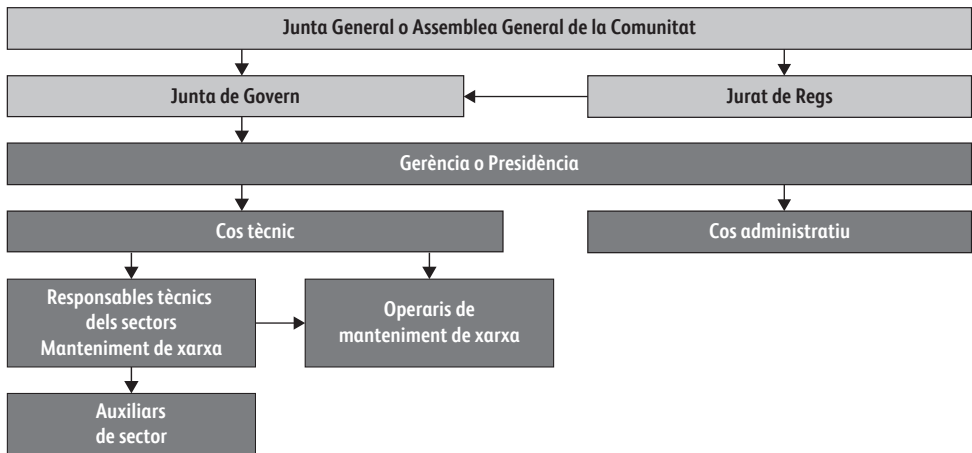 Junta General o Assemblea General de la Comunitat
Junta de Govern
Jurat de Regs
Gerència o Presidència
Cos tècnic
Cos administratiu
Responsables tècnics
dels sectors
Manteniment de xarxa
Operaris de
manteniment de xarxa
Auxiliars
de sector